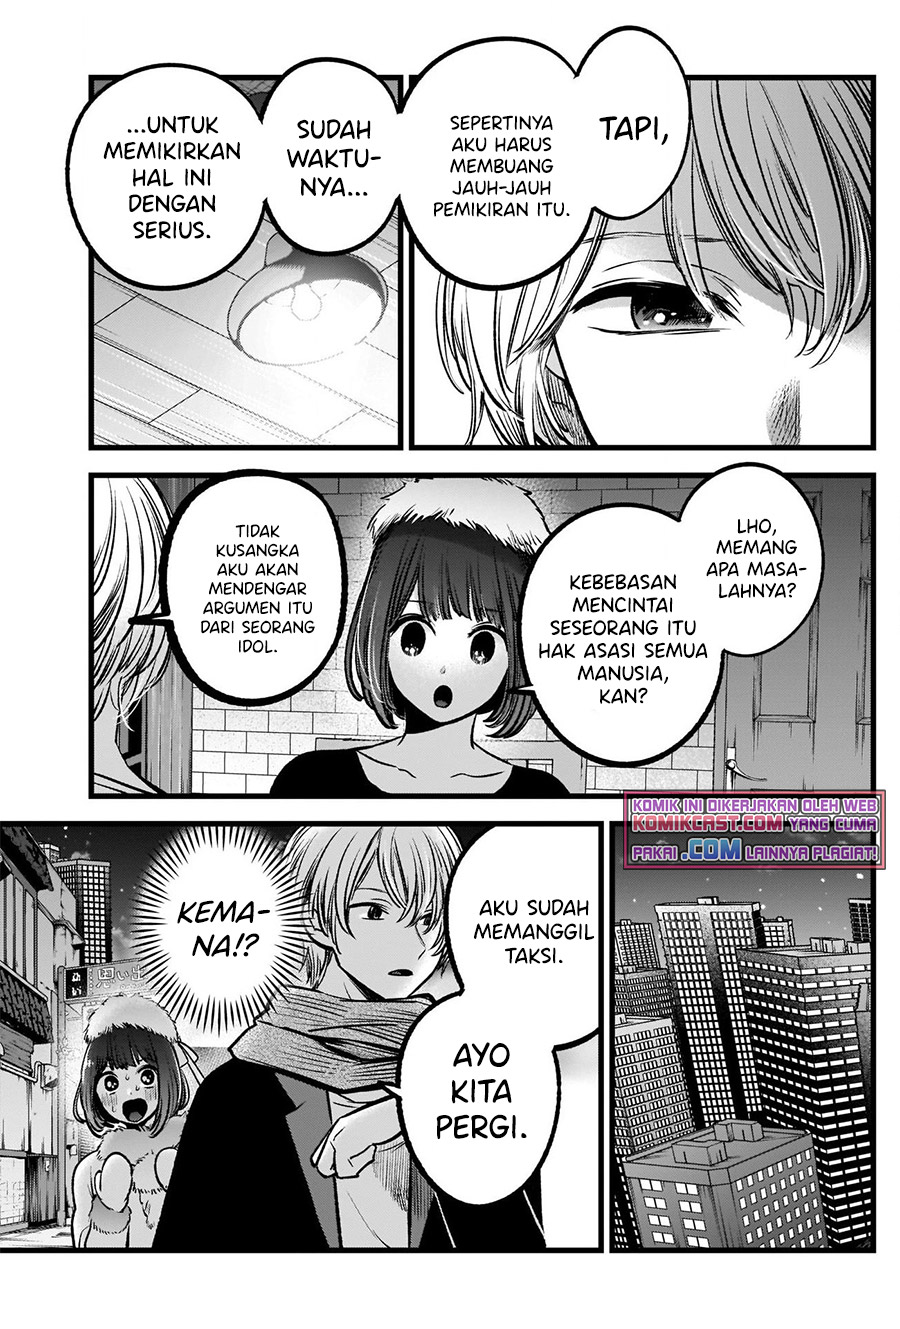 TAPI,
SEPERTINYA
AKU HARUS
MEMBUANG
JAUH-JAUH
PEMIKIRAN ITU.
SUDAH
WAKTU-
NYA...
...UNTUK
MEMIKIRKAN
HAL INI
DENGAN
SERIUS.
LHO,
MEMANG
APA MASA-
LAHNYA?
KEBEBASAN
MENCINTAI
SESEORANG ITU
HAK ASASI SEMUA
MANUSIA,
KAN?
TIDAK
KUSANGKA
AKU AKAN
MENDENGAR
ARGUMEN ITU
DARI SEORANG
IDOL.
KOMIK INI DIKERJAKAN OLEH WEB
KOMIKCAST.COM YANG CUMA
PAKAI .COM LAINNYA PLAGIAT!
AKU SUDAH
MEMANGGIL
TAKSI.
AYO
KITA
PERGI.
KEMA-
NA!?
思い出